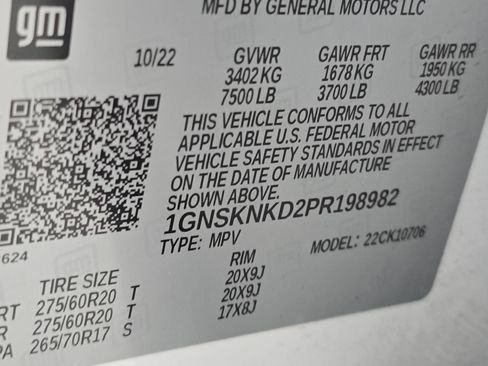 MFD BY GENERAL MOTORS LLC
gm
10/22 GVWR GAWR FRT GAWR RR
3402 KG 1678 KG 1950 KG
7500 LB 3700 LB 4300 LB
THIS VEHICLE CONFORMS TO ALL
APPLICABLE U.S. FEDERAL MOTOR
VEHICLE SAFETY STANDARDS IN EFFECT
ON THE DATE OF MANUFACTURE
SHOWN ABOVE.
1GNSKNKD2PR198982
TYPE: MPV MODEL: 22CK10706
624
TIRE SIZE RIM
RT 275/60R20 T 20X9J
R 275/60R20 T 20X9J
PA 265/70R17 S 17X8J